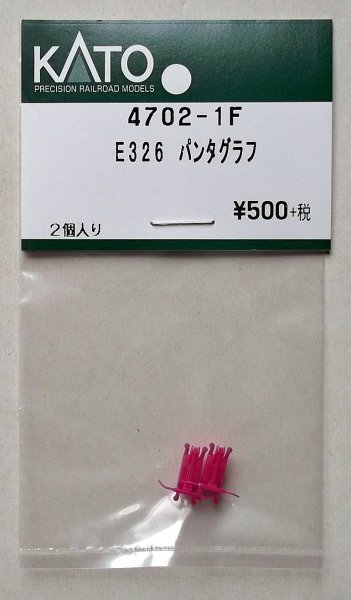 KATO
PRECISION RAILROAD MODELS
4702-1F
E326 パンタグラフ
¥500+税
2個入り